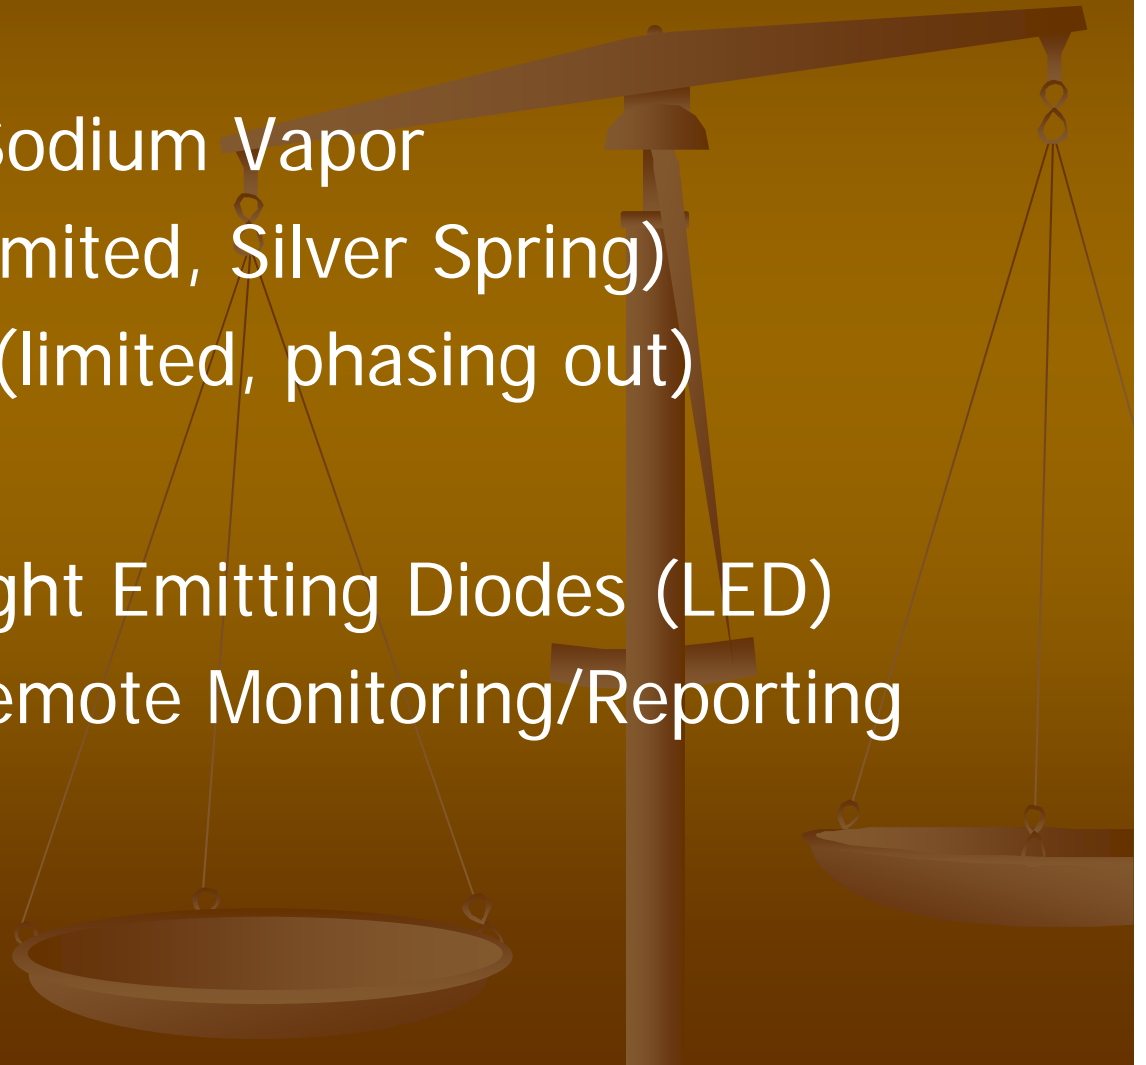 Sodium Vapor
mited, Silver Spring)
(limited, phasing out)
ght Emitting Diodes (LED)
emote Monitoring/Reporting